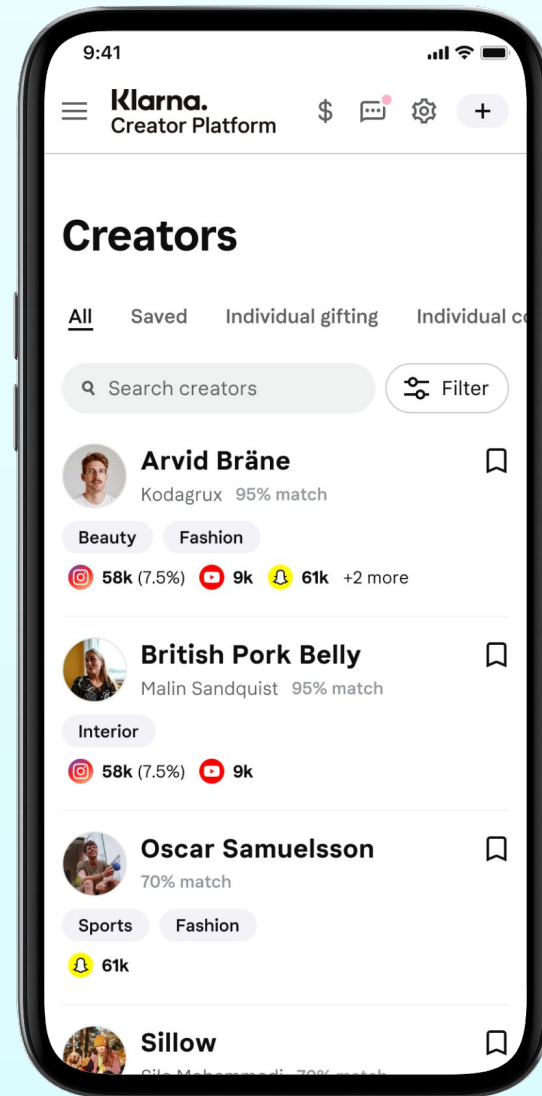 9:41
Klarna.
Creator Platform
$
+
Creators
All Saved Individual gifting Individual
Search creators Filter
Arvid Bräne
Kodagrux 95% match
Beauty Fashion
58k (7.5%) 9k 61k +2 more
British Pork Belly
Malin Sandquist 95% match
Interior
58k (7.5%) 9k
Oscar Samuelsson
70% match
Sports Fashion
61k
Sillow